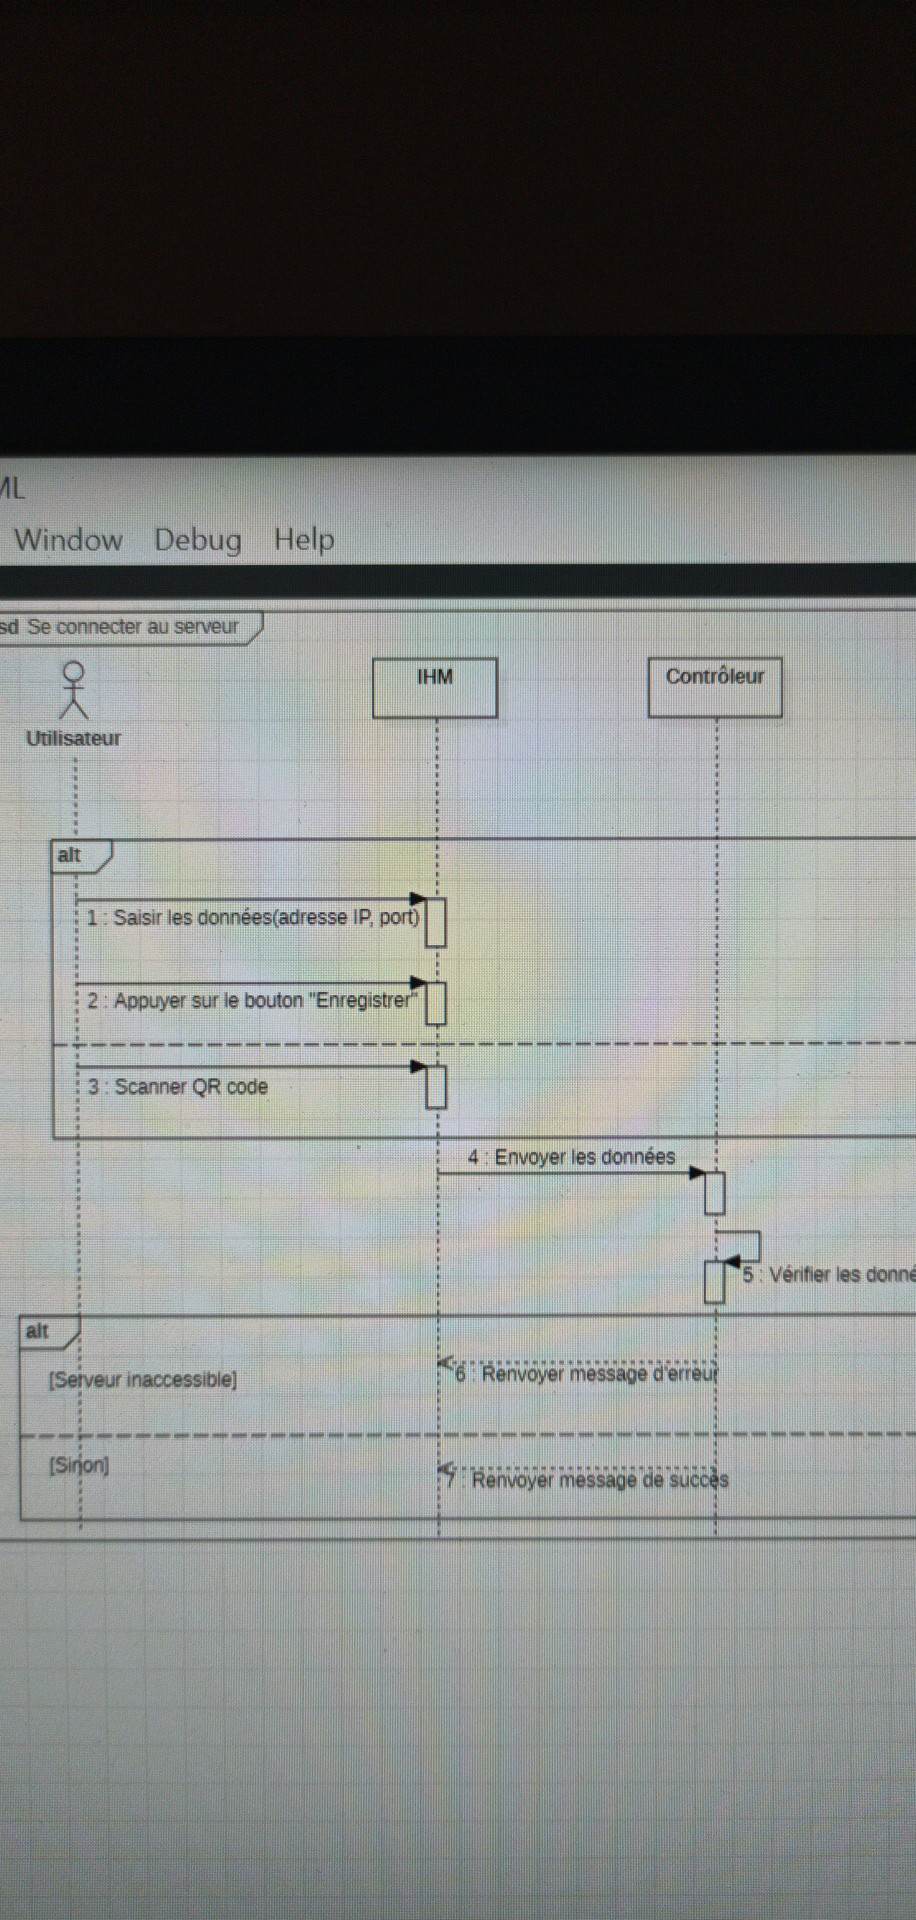 ML
Window Debug Help
sd Se connecter au serveur
IHM
Contrôleur
Utilisateur
alt
1 : Saisir les données(adresse IP, port)
2 : Appuyer sur le bouton "Enregistrer"
3 : Scanner QR code
4 : Envoyer les données
5 : Vérifier les donné
alt
[Serveur inaccessible]
6 : Renvoyer message d'erreur
[Sinon]
7 : Renvoyer message de succès